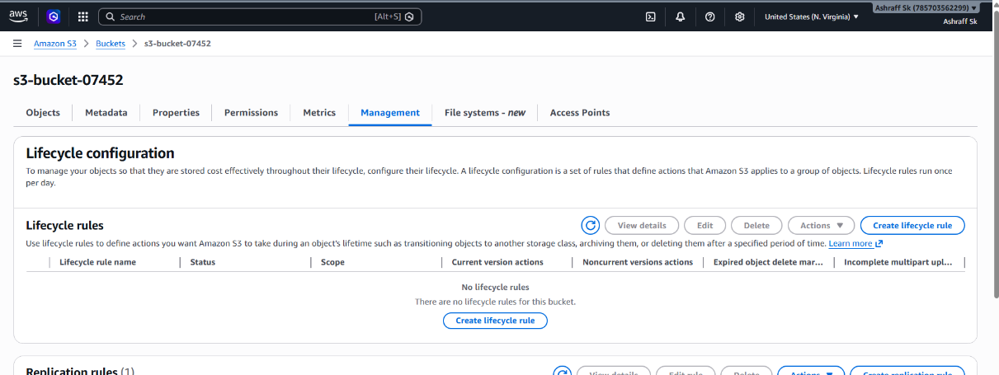 aws Search [Alt+S] United States (N. Virginia) Ashraff Sk (785703562299)
Ashraff Sk
Amazon S3 > Buckets > s3-bucket-07452
s3-bucket-07452
Objects Metadata Properties Permissions Metrics Management File systems - new Access Points
Lifecycle configuration
To manage your objects so that they are stored cost effectively throughout their lifecycle, configure their lifecycle. A lifecycle configuration is a set of rules that define actions that Amazon S3 applies to a group of objects. Lifecycle rules run once
per day.
Lifecycle rules View details Edit Delete Actions Create lifecycle rule
Use lifecycle rules to define actions you want Amazon S3 to take during an object's lifetime such as transitioning objects to another storage class, archiving them, or deleting them after a specified period of time. Learn more
Lifecycle rule name Status Scope Current version actions Noncurrent versions actions Expired object delete mar... Incomplete multipart upl...
No lifecycle rules
There are no lifecycle rules for this bucket.
Create lifecycle rule
Replication rules (1) View details Edit rule Delete Actions Create replication rule